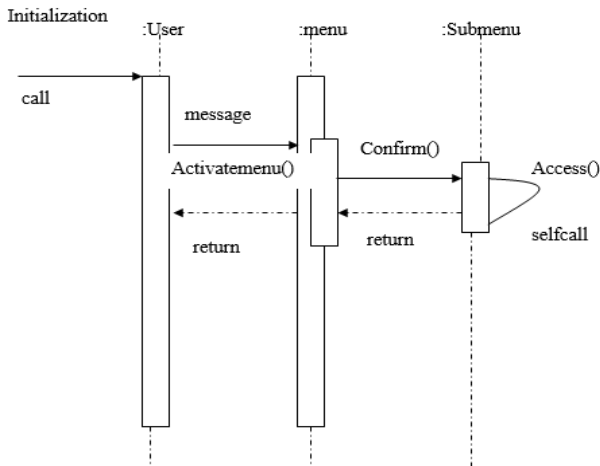 Initialization
:User
:menu
:Submenu
call
message
Activatemenu()
Confirm()
Access()
return
return
selfcall